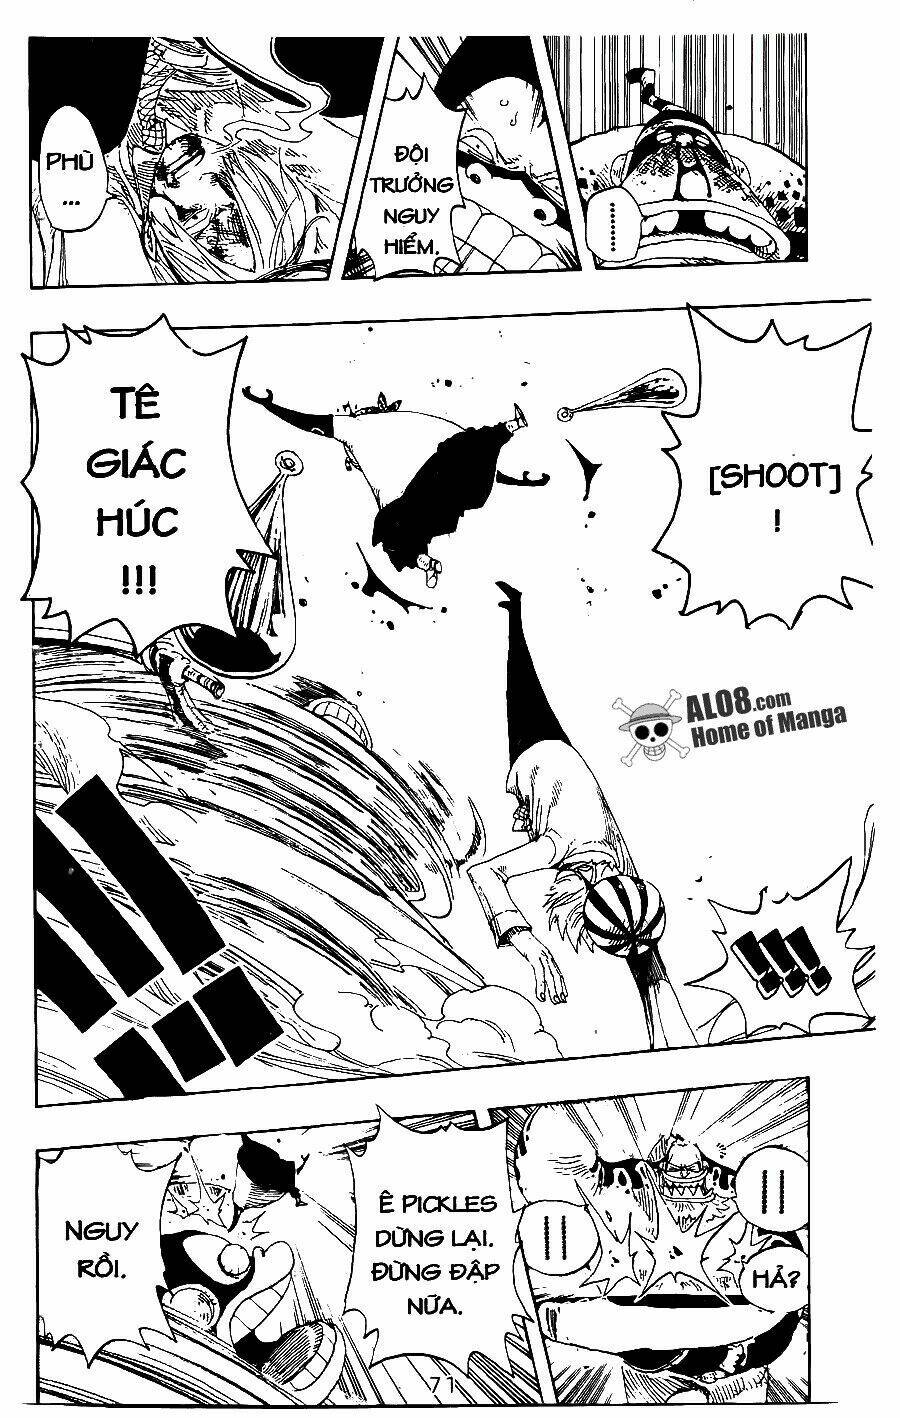 PHÙ
...
ĐỘI
TRƯỞNG
NGUY
HIỂM.
..........
TÊ
GIÁC
HÚC
!!!
[SHOOT]
!
ALO8.com
Home of Manga
!!!
!!!
NGUY
RỒI.
Ê PICKLES
DỪNG LẠI.
ĐỪNG ĐẬP
NỮA.
!!
!!
HẢ?
71